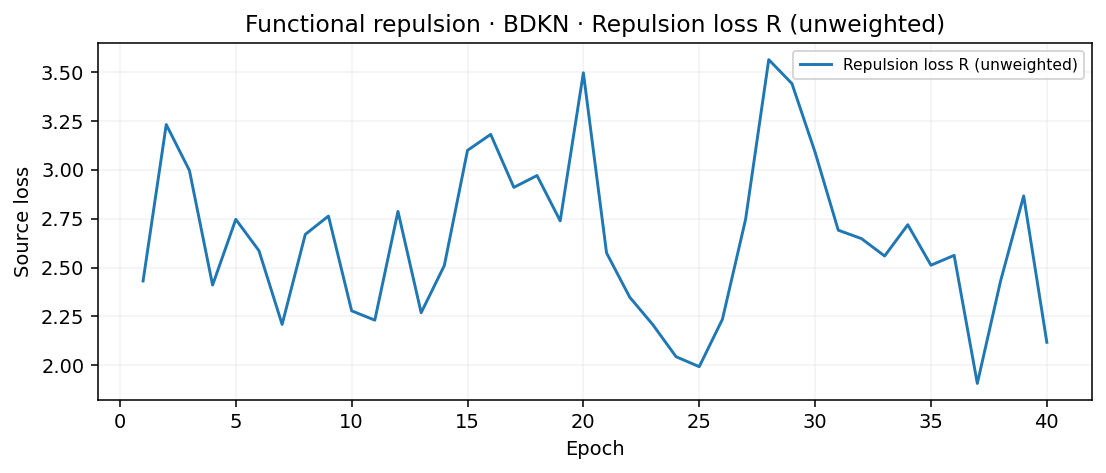 Functional repulsion · BDKN · Repulsion loss R (unweighted)
Repulsion loss R (unweighted)
Source loss
3.50
3.25
3.00
2.75
2.50
2.25
2.00
0 5 10 15 20 25 30 35 40
Epoch